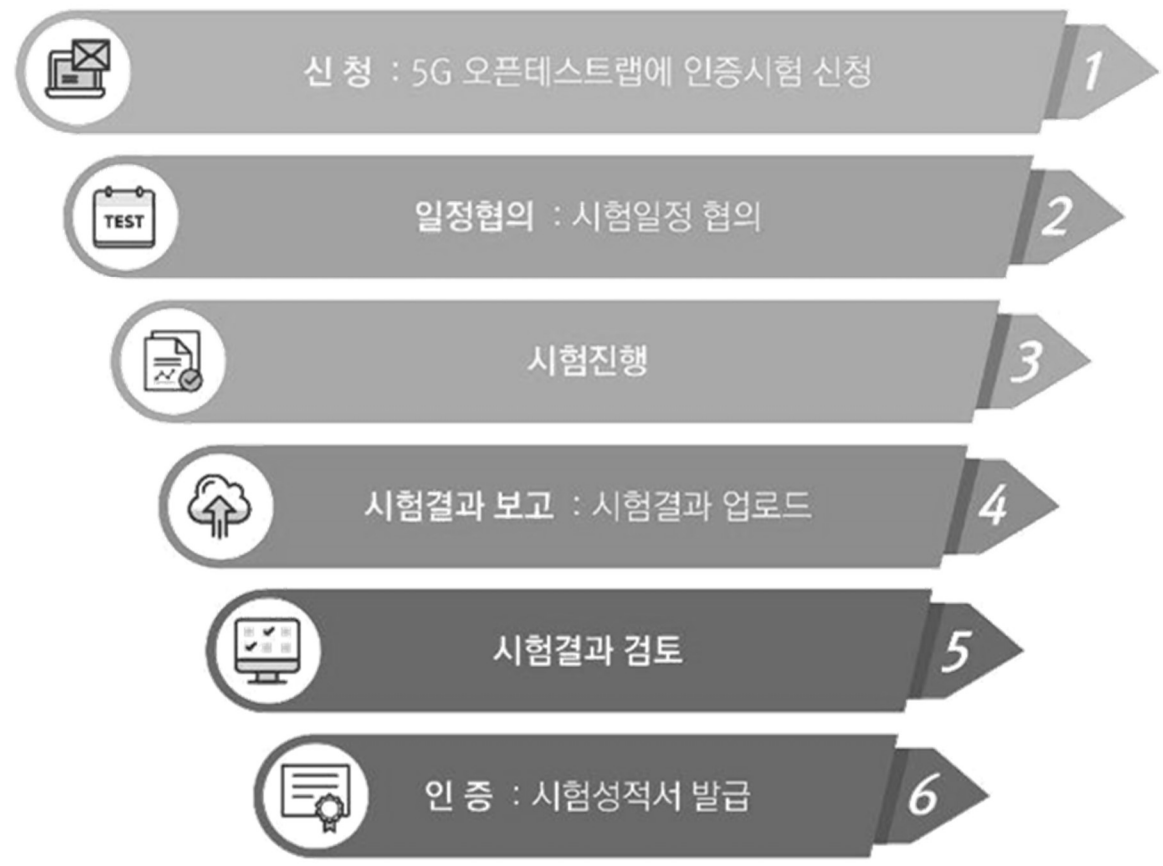 신 청 : 5G 오픈테스트랩에 인증시험 신청 1
TEST 일정협의 : 시험일정 협의 2
시험진행 3
시험결과 보고 : 시험결과 업로드 4
시험결과 검토 5
인 증 : 시험성적서 발급 6